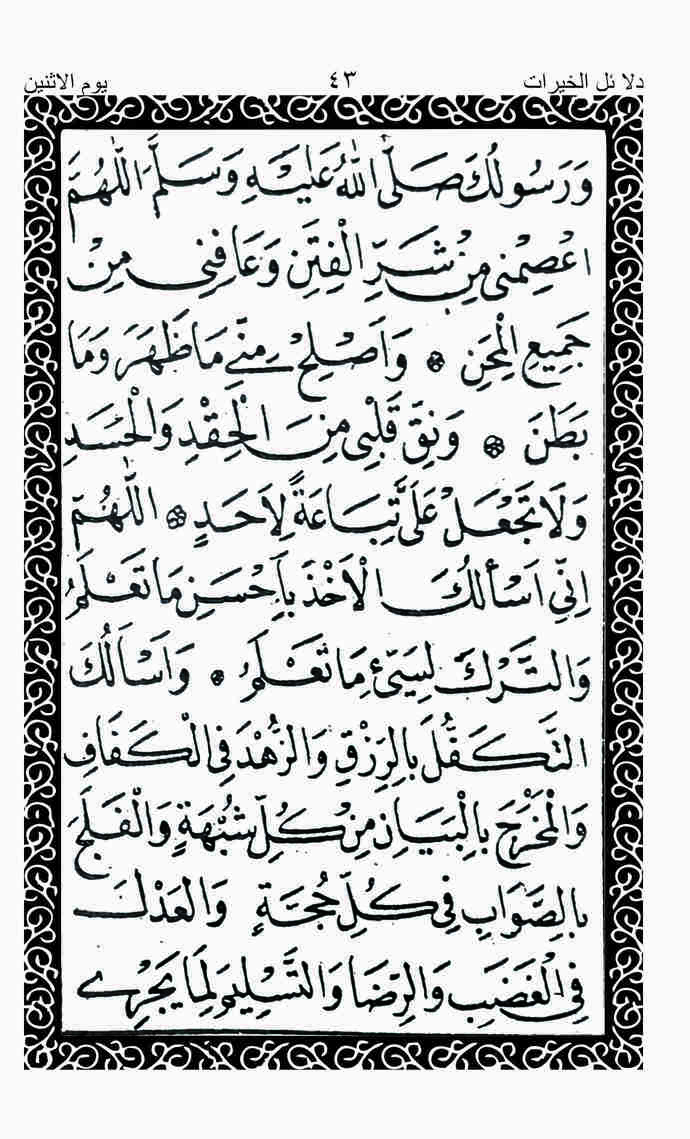 دلا ئل الخيرات ٤٣ يوم الاثنين
وَرَسُولُكَ صَلَّى اللّٰهُ عَلَيْهِ وَسَلَّمَ اَللّٰهُمَّ
اعْصِمْنِى مِنْ شَرِّ الْفِتَنِ وَعَافِنِى مِنْ
جَمِيعِ الْمِحَنِ ۞ وَاَصْلِحْ مِنِّے مَا ظَهَرَ وَمَا
بَطَنَ ۞ وَنَقِّ قَلْبِى مِنَ الْحِقْدِ وَالْحَسَدِ
وَلَا تَجْعَلْ عَلَىَّ تِبَاعَةً لِاَحَدٍ ۞ اَللّٰهُمَّ
اِنِّى اَسْأَلُكَ الْاَخْذَ بِاَحْسَنِ مَا تَعْلَمُ
وَالتَّرْكَ لِسَيِّئِ مَا تَعْلَمُ ۞ وَاَسْاَلُكَ
التَّكَفُّلَ بِالرِّزْقِ وَالزُّهْدَ فِى الْكَفَافِ
وَالْمَخْرَجَ بِالْبَيَانِ مِنْ كُلِّ شُبْهَةٍ وَالْفَلَجَ
بِالصَّوَابِ فِى كُلِّ حُجَّةٍ وَالْعَدْلَ
فِى الْغَضَبِ وَالرِّضَا وَالتَّسْلِيمَ لِمَا يَجْرِے